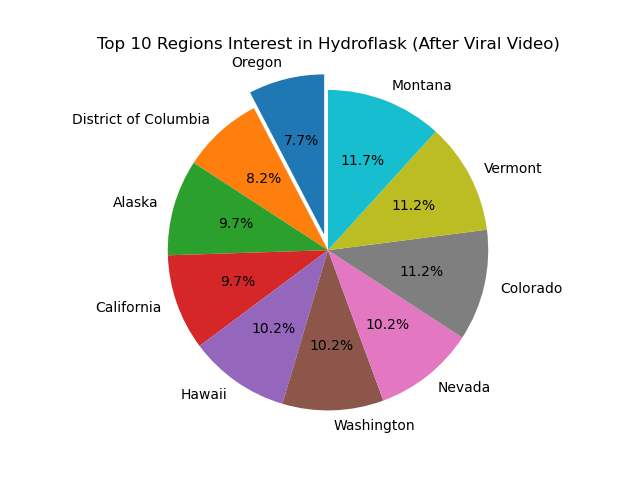 Top 10 Regions Interest in Hydroflask (After Viral Video)
Oregon
7.7%
District of Columbia
8.2%
Alaska
9.7%
California
9.7%
Hawaii
10.2%
Washington
10.2%
Nevada
10.2%
Colorado
11.2%
Vermont
11.2%
Montana
11.7%